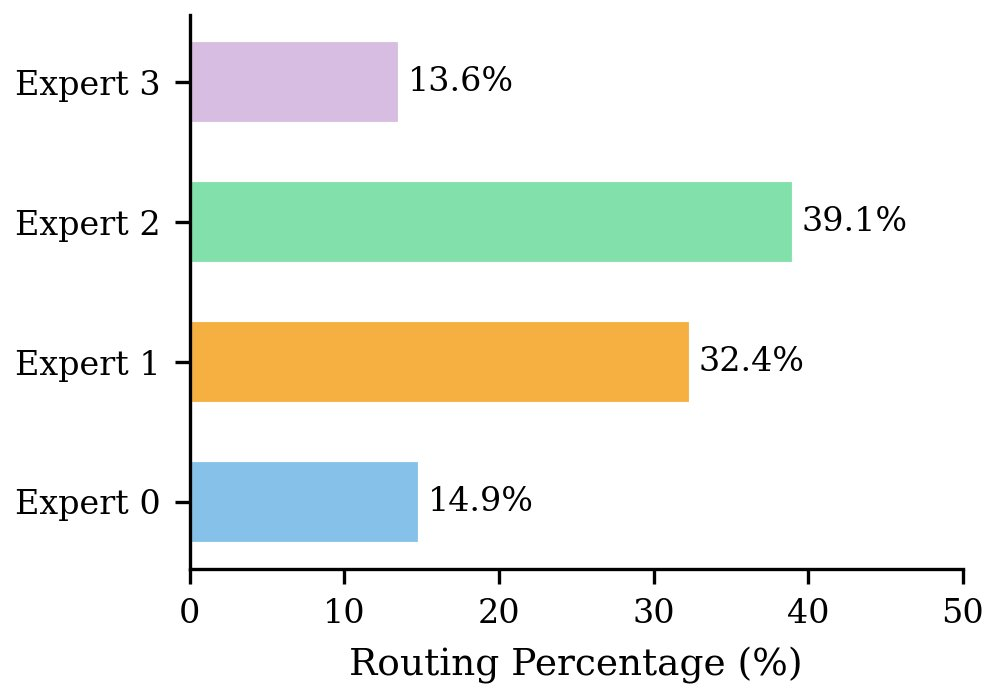 Expert 3
13.6%
Expert 2
39.1%
Expert 1
32.4%
Expert 0
14.9%
0 10 20 30 40 50
Routing Percentage (%)